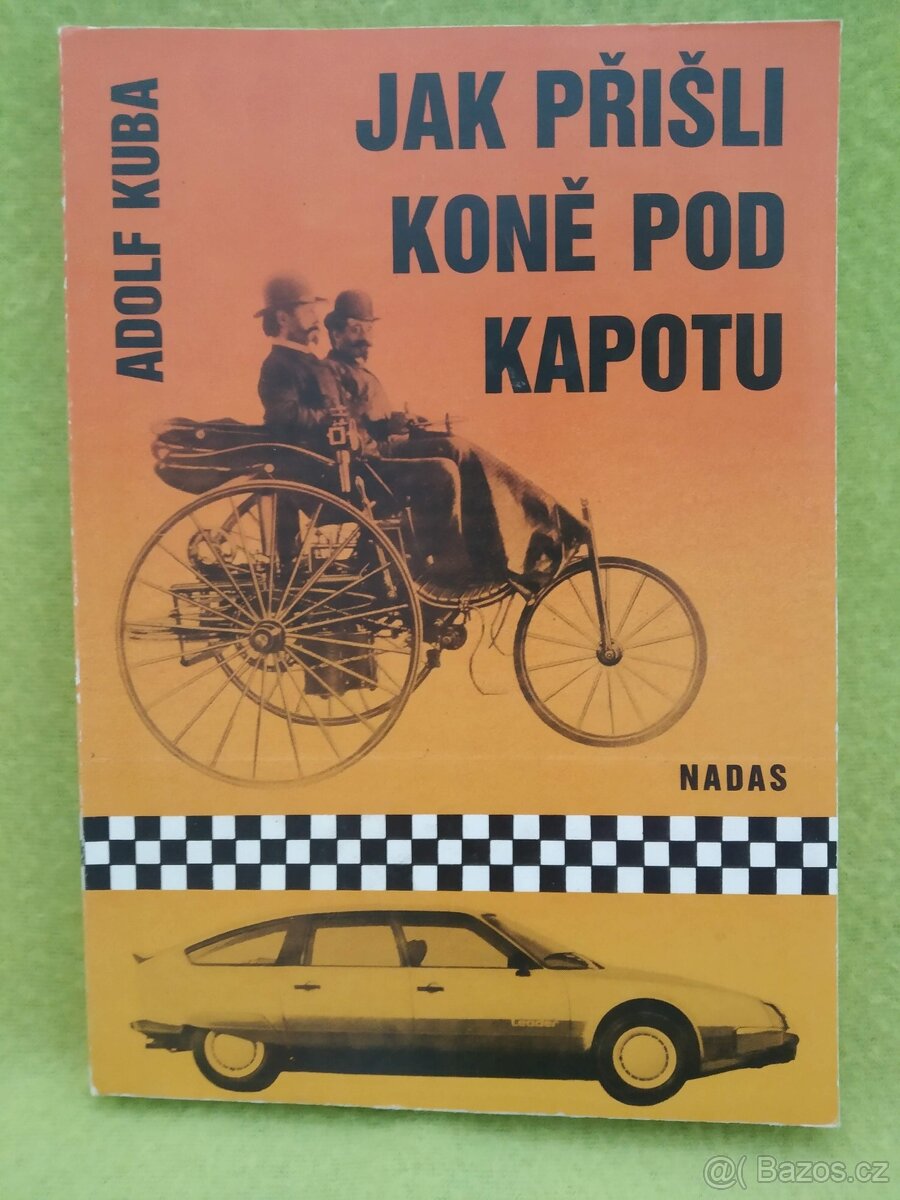 ADOLF KUBA
JAK PŘIŠLI
KONĚ POD
KAPOTU
NADAS
Leader
@( Bazos.cz